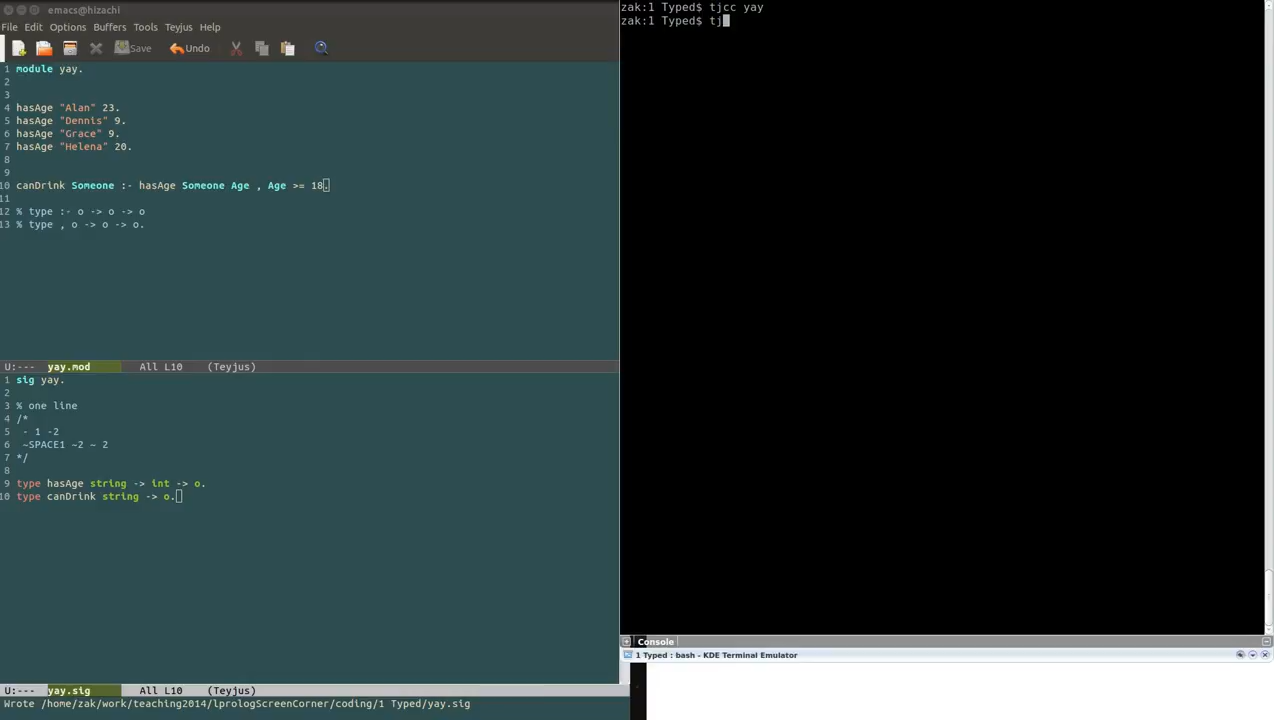 emacs@hizachi
File Edit Options Buffers Tools Teyjus Help
Save Undo
1 module yay.
2
3
4 hasAge "Alan" 23.
5 hasAge "Dennis" 9.
6 hasAge "Grace" 9.
7 hasAge "Helena" 20.
8
9
10 canDrink Someone :- hasAge Someone Age , Age >= 18.
11
12 % type :- o -> o -> o
13 % type , o -> o -> o.
U:--- yay.mod All L10 (Teyjus)
1 sig yay.
2
3 % one line
4 /*
5 - 1 -2
6 ~SPACE1 ~2 ~ 2
7 */
8
9 type hasAge string -> int -> o.
10 type canDrink string -> o.
U:--- yay.sig All L10 (Teyjus)
Wrote /home/zak/work/teaching2014/lprologScreenCorner/coding/1 Typed/yay.sig
zak:1 Typed$ tjcc yay
zak:1 Typed$ tj
Console
1 Typed : bash – KDE Terminal Emulator